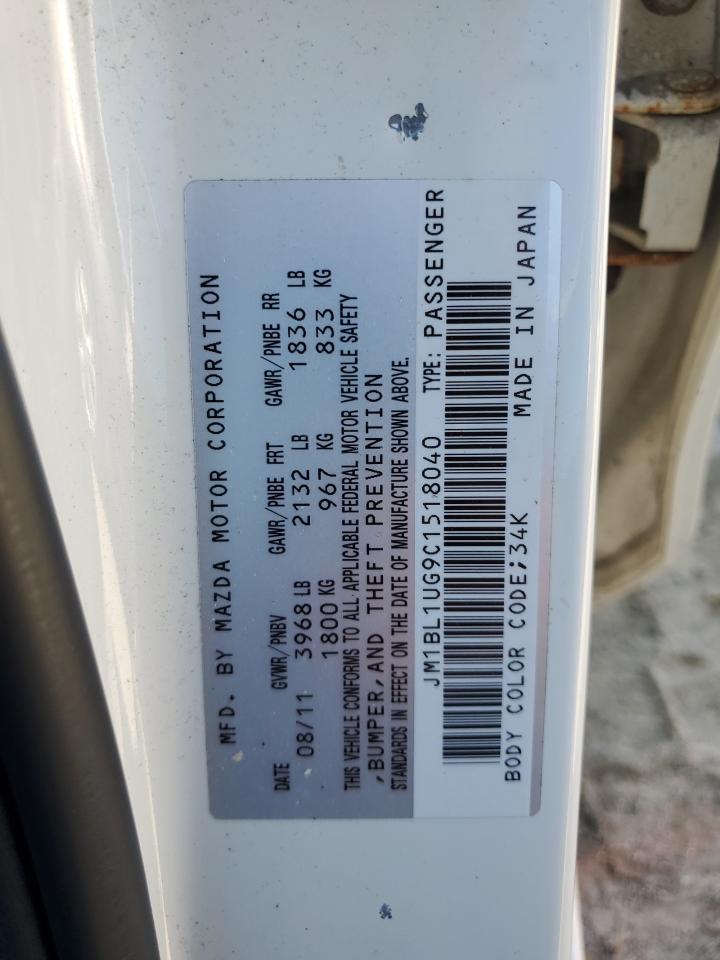 MFD. BY MAZDA MOTOR CORPORATION
DATE GVWR/PNBV GAWR/PNBE FRT GAWR/PNBE RR
08/11 3968 LB 2132 LB 1836 LB
1800 KG 967 KG 833 KG
THIS VEHICLE CONFORMS TO ALL APPLICABLE FEDERAL MOTOR VEHICLE SAFETY
,BUMPER,AND THEFT PREVENTION
STANDARDS IN EFFECT ON THE DATE OF MANUFACTURE SHOWN ABOVE.
JM1BL1UG9C1518040 TYPE: PASSENGER
BODY COLOR CODE;34K MADE IN JAPAN